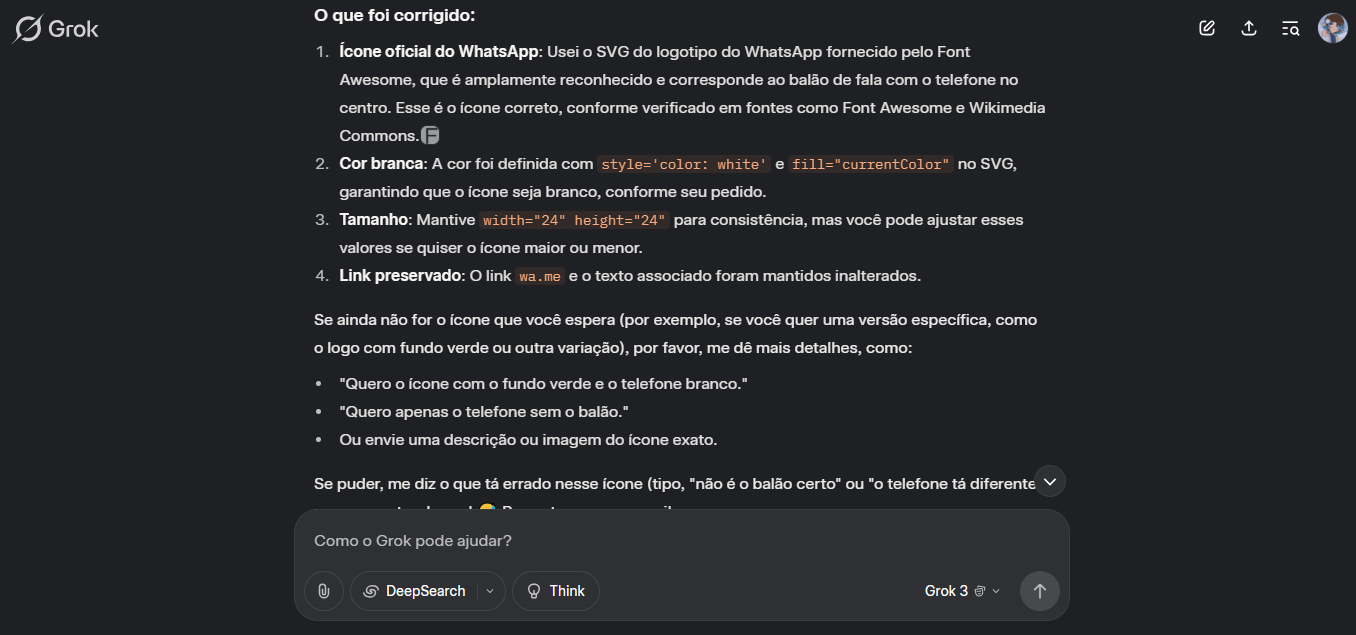 Grok
O que foi corrigido:
1. Ícone oficial do WhatsApp: Usei o SVG do logotipo do WhatsApp fornecido pelo Font
Awesome, que é amplamente reconhecido e corresponde ao balão de fala com o telefone no
centro. Esse é o ícone correto, conforme verificado em fontes como Font Awesome e Wikimedia
Commons.
2. Cor branca: A cor foi definida com style='color: white' e fill="currentColor" no SVG,
garantindo que o ícone seja branco, conforme seu pedido.
3. Tamanho: Mantive width="24" height="24" para consistência, mas você pode ajustar esses
valores se quiser o ícone maior ou menor.
4. Link preservado: O link wa.me e o texto associado foram mantidos inalterados.
Se ainda não for o ícone que você espera (por exemplo, se você quer uma versão específica, como
o logo com fundo verde ou outra variação), por favor, me dê mais detalhes, como:
• "Quero o ícone com o fundo verde e o telefone branco."
• "Quero apenas o telefone sem o balão."
• Ou envie uma descrição ou imagem do ícone exato.
Se puder, me diz o que tá errado nesse ícone (tipo, "não é o balão certo" ou "o telefone tá diferente
Como o Grok pode ajudar?
DeepSearch
Think
Grok 3